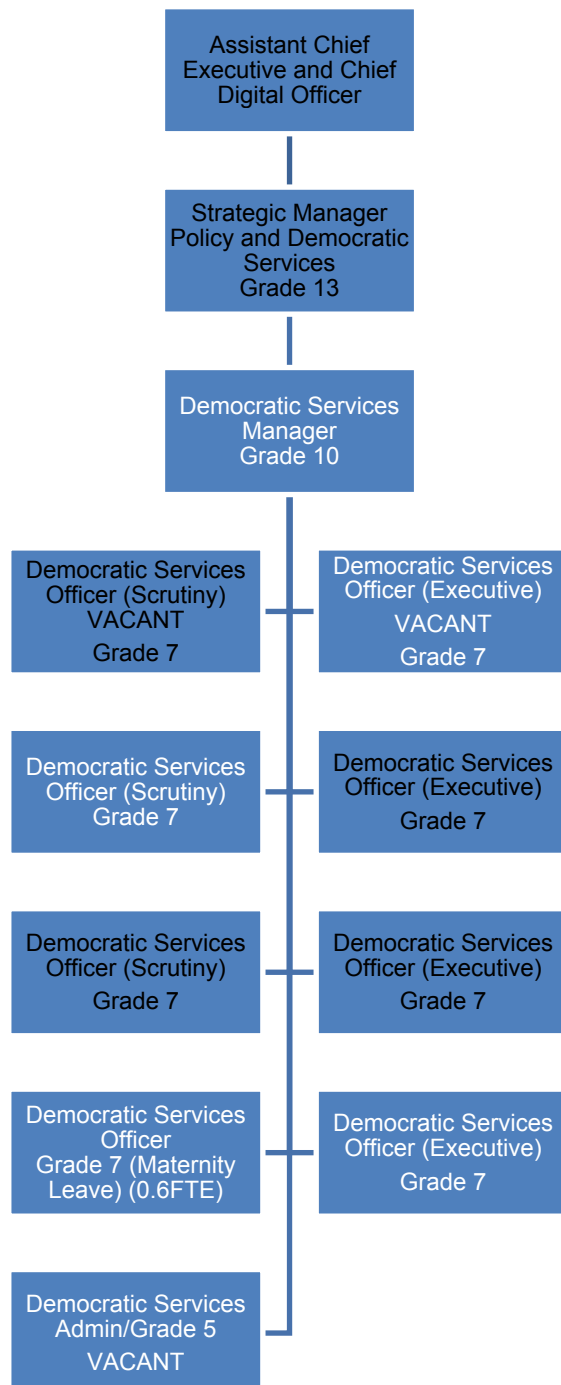 Assistant Chief
Executive and Chief
Digital Officer
Strategic Manager
Policy and Democratic
Services
Grade 13
Democratic Services
Manager
Grade 10
Democratic Services
Officer (Scrutiny)
VACANT
Grade 7
Democratic Services
Officer (Executive)
VACANT
Grade 7
Democratic Services
Officer (Scrutiny)
Grade 7
Democratic Services
Officer (Executive)
Grade 7
Democratic Services
Officer (Scrutiny)
Grade 7
Democratic Services
Officer (Executive)
Grade 7
Democratic Services
Officer
Grade 7 (Maternity
Leave) (0.6FTE)
Democratic Services
Officer (Executive)
Grade 7
Democratic Services
Admin/Grade 5
VACANT